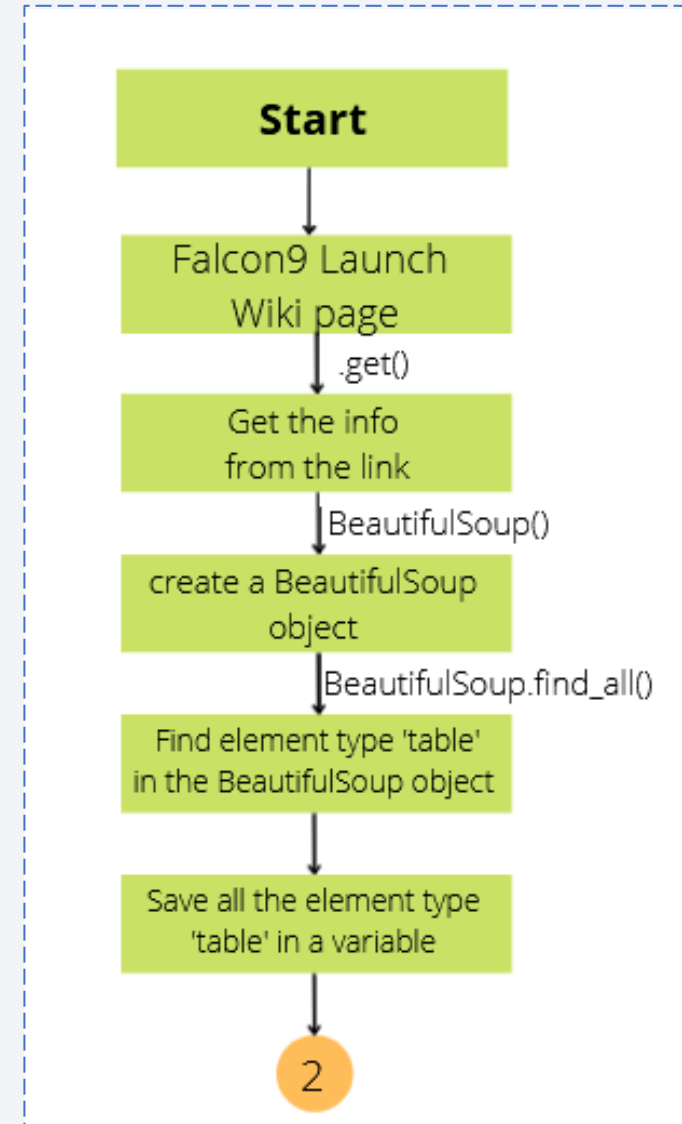 Start
Falcon9 Launch
Wiki page
.get()
Get the info
from the link
BeautifulSoup()
create a BeautifulSoup
object
BeautifulSoup.find_all()
Find element type 'table'
in the BeautifulSoup object
Save all the element type
'table' in a variable
2